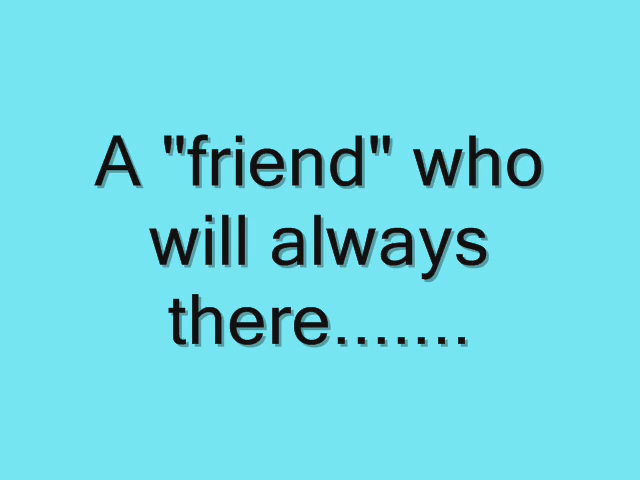 A "friend" who
will always
there.......